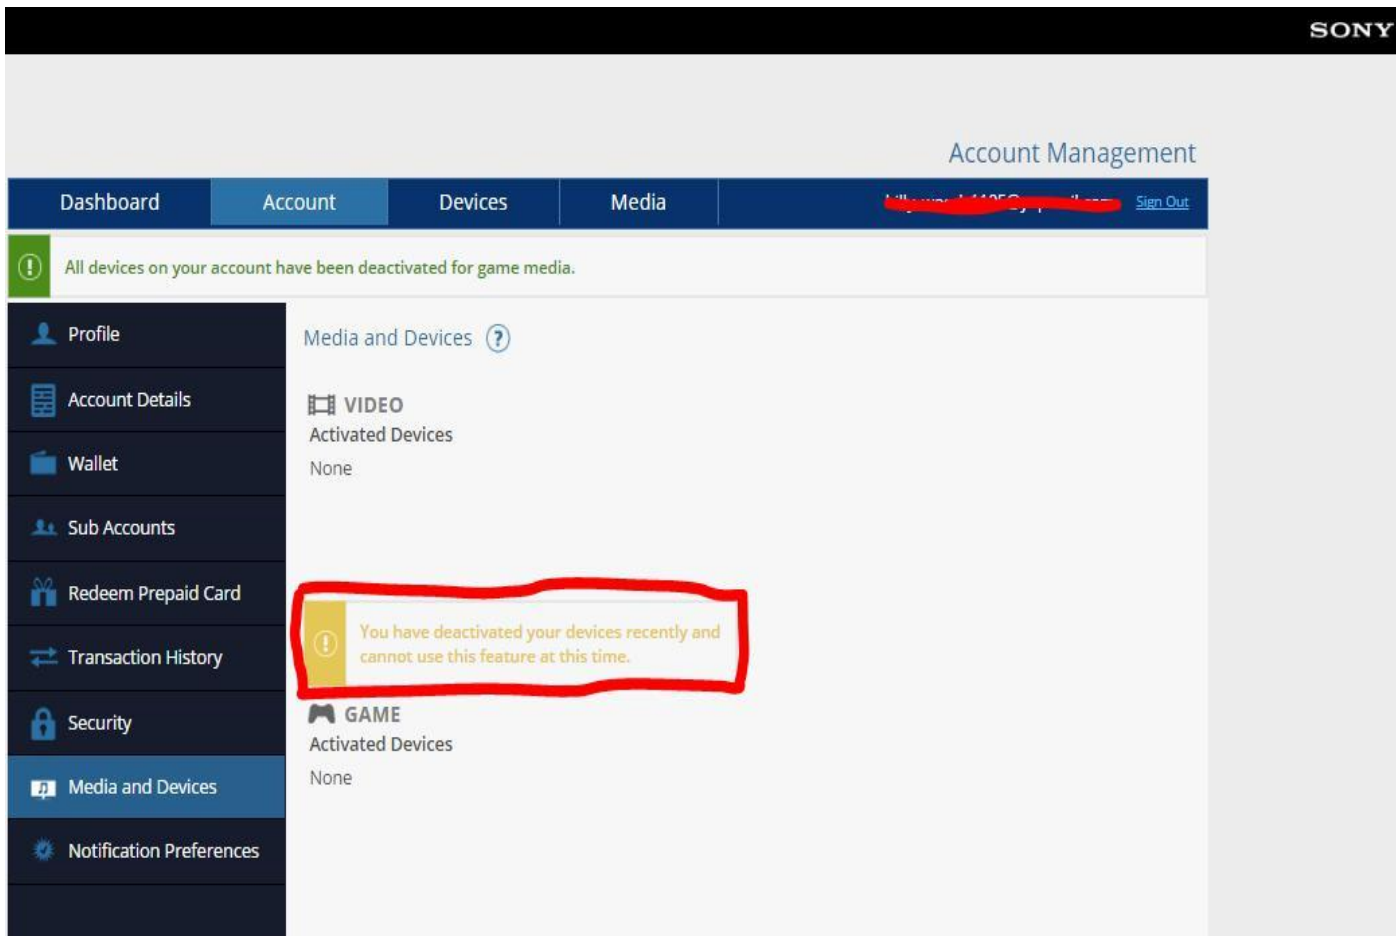 SONY
Account Management
Dashboard
Account
Devices
Media
Sign Out
All devices on your account have been deactivated for game media.
Profile
Account Details
Wallet
Sub Accounts
Redeem Prepaid Card
Transaction History
Security
Media and Devices
Notification Preferences
Media and Devices ?
VIDEO
Activated Devices
None
You have deactivated your devices recently and
cannot use this feature at this time.
GAME
Activated Devices
None